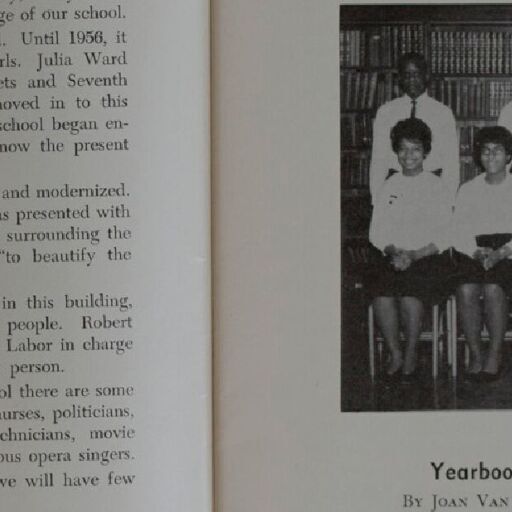 ge of our school.
. Until 1956, it
rls. Julia Ward
ets and Seventh
noved in to this
school began en-
now the present
and modernized.
as presented with
surrounding the
"to beautify the
in this building,
people. Robert
Labor in charge
person.
ol there are some
nurses, politicians,
chnicians, movie
ous opera singers.
we will have few
Yearboo
BY JOAN VAN